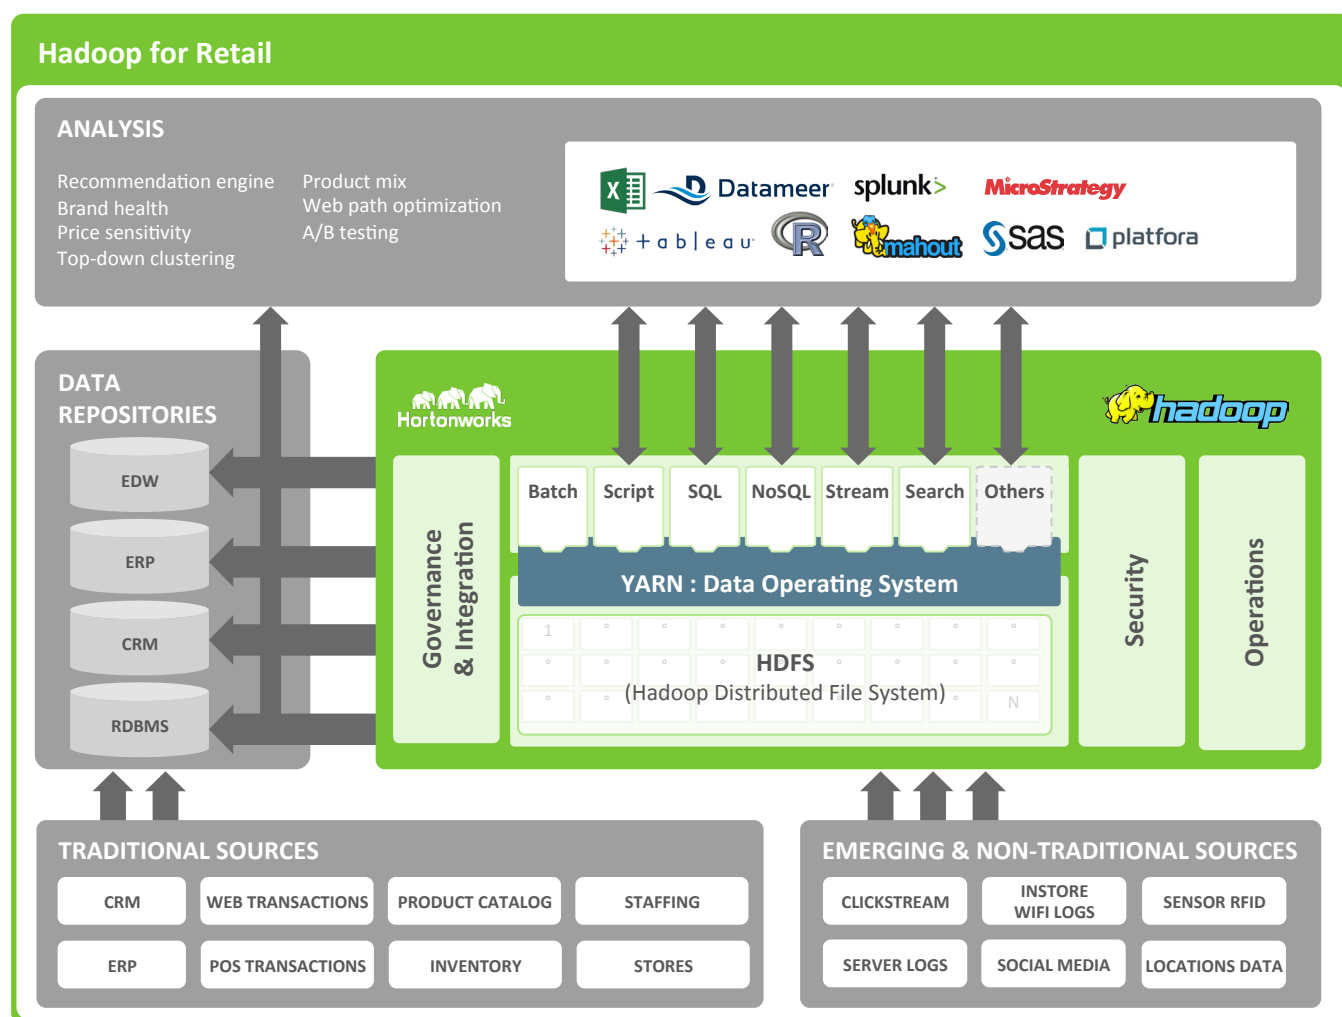 Hadoop for Retail
ANALYSIS
Recommendation engine
Brand health
Price sensitivity
Top-down clustering
Product mix
Web path optimization
A/B testing
X
Datameer
splunk>
MicroStrategy
+ableau
R
mahout
sas
platfora
DATA
REPOSITORIES
EDW
ERP
CRM
RDBMS
Hortonworks
hadoop
Governance
& Integration
Batch
Script
SQL
NoSQL
Stream
Search
Others
YARN : Data Operating System
1
HDFS
(Hadoop Distributed File System)
N
Security
Operations
TRADITIONAL SOURCES
CRM
WEB TRANSACTIONS
PRODUCT CATALOG
STAFFING
ERP
POS TRANSACTIONS
INVENTORY
STORES
EMERGING & NON-TRADITIONAL SOURCES
CLICKSTREAM
INSTORE
WIFI LOGS
SENSOR RFID
SERVER LOGS
SOCIAL MEDIA
LOCATIONS DATA